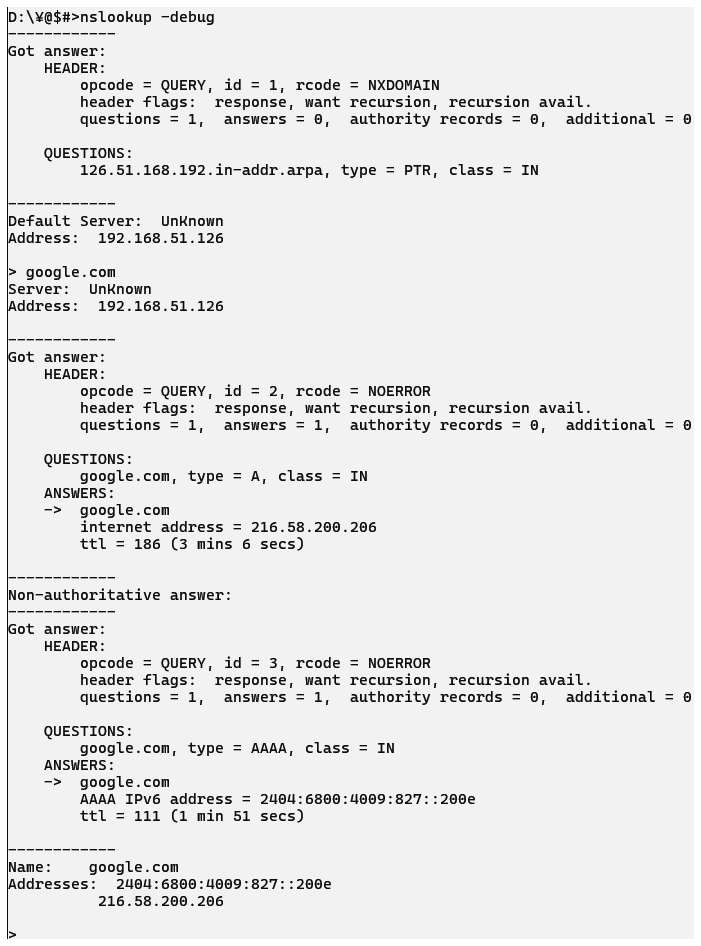 D:\¥@$#>nslookup -debug
------------
Got answer:
    HEADER:
        opcode = QUERY, id = 1, rcode = NXDOMAIN
        header flags:  response, want recursion, recursion avail.
        questions = 1,  answers = 0,  authority records = 0,  additional = 0

    QUESTIONS:
        126.51.168.192.in-addr.arpa, type = PTR, class = IN

------------
Default Server:  UnKnown
Address:  192.168.51.126

> google.com
Server:  UnKnown
Address:  192.168.51.126

------------
Got answer:
    HEADER:
        opcode = QUERY, id = 2, rcode = NOERROR
        header flags:  response, want recursion, recursion avail.
        questions = 1,  answers = 1,  authority records = 0,  additional = 0

    QUESTIONS:
        google.com, type = A, class = IN
    ANSWERS:
    ->  google.com
        internet address = 216.58.200.206
        ttl = 186 (3 mins 6 secs)

------------
Non-authoritative answer:
------------
Got answer:
    HEADER:
        opcode = QUERY, id = 3, rcode = NOERROR
        header flags:  response, want recursion, recursion avail.
        questions = 1,  answers = 1,  authority records = 0,  additional = 0

    QUESTIONS:
        google.com, type = AAAA, class = IN
    ANSWERS:
    ->  google.com
        AAAA IPv6 address = 2404:6800:4009:827::200e
        ttl = 111 (1 min 51 secs)

------------
Name:    google.com
Addresses:  2404:6800:4009:827::200e
          216.58.200.206

>